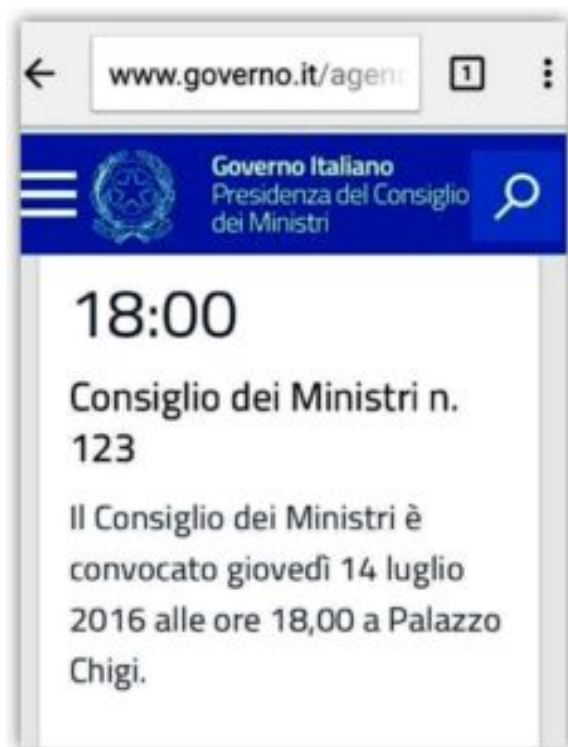 www.governo.it/agen
1
Governo Italiano
Presidenza del Consiglio
dei Ministri
18:00
Consiglio dei Ministri n.
123
Il Consiglio dei Ministri è
convocato giovedì 14 luglio
2016 alle ore 18,00 a Palazzo
Chigi.